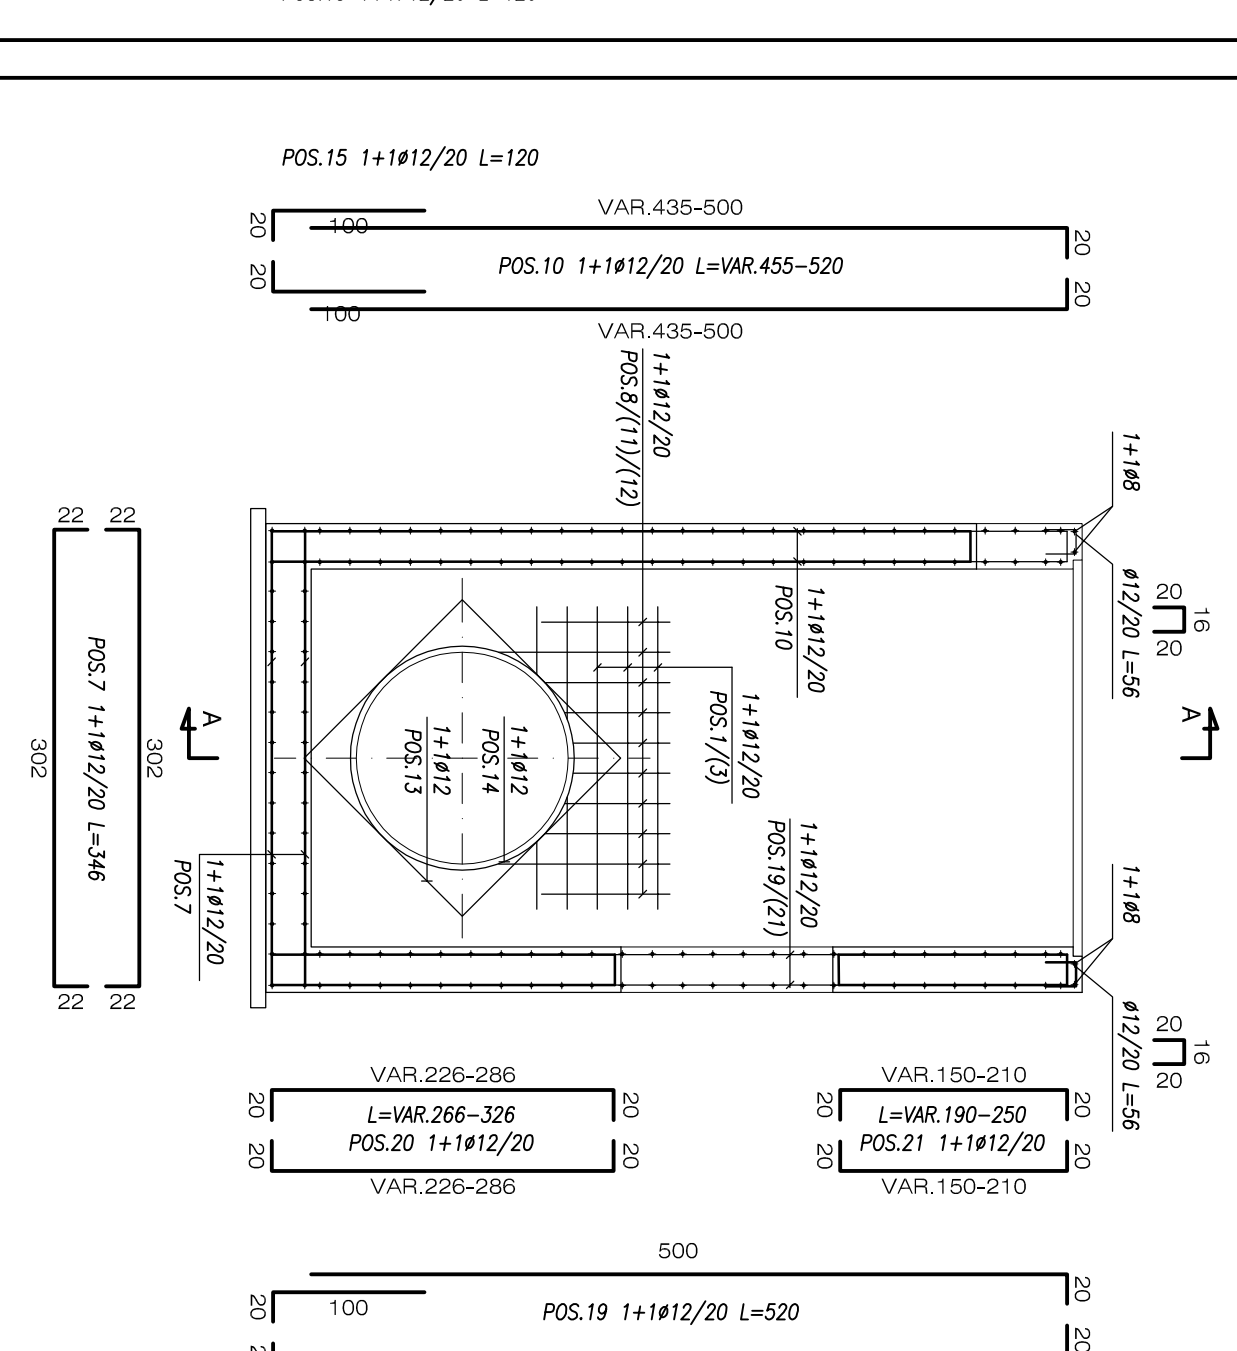 POS.15 1+1ø12/20 L=120
20
100
VAR.435-500
20
20
POS.10 1+1ø12/20 L=VAR.455-520
20
100
VAR.435-500
1+1ø12/20
POS.8/(11)/(12)
1+1ø8
ø12/20 L=56
20
16
20
22 22
302
POS.7 1+1ø12/20 L=346
302
22 22
A
A
1+1ø12/20
POS.10
1+1ø12/20
POS.1/(3)
1+1ø12
POS.14
1+1ø12
POS.13
1+1ø12/20
POS.19/(21)
1+1ø12/20
POS.7
1+1ø8
ø12/20 L=56
20
16
20
VAR.226-286
20
L=VAR.266-326
20
20
POS.20 1+1ø12/20
20
VAR.226-286
VAR.150-210
20
L=VAR.190-250
20
20
POS.21 1+1ø12/20
20
VAR.150-210
500
20
20
100
POS.19 1+1ø12/20 L=520
20